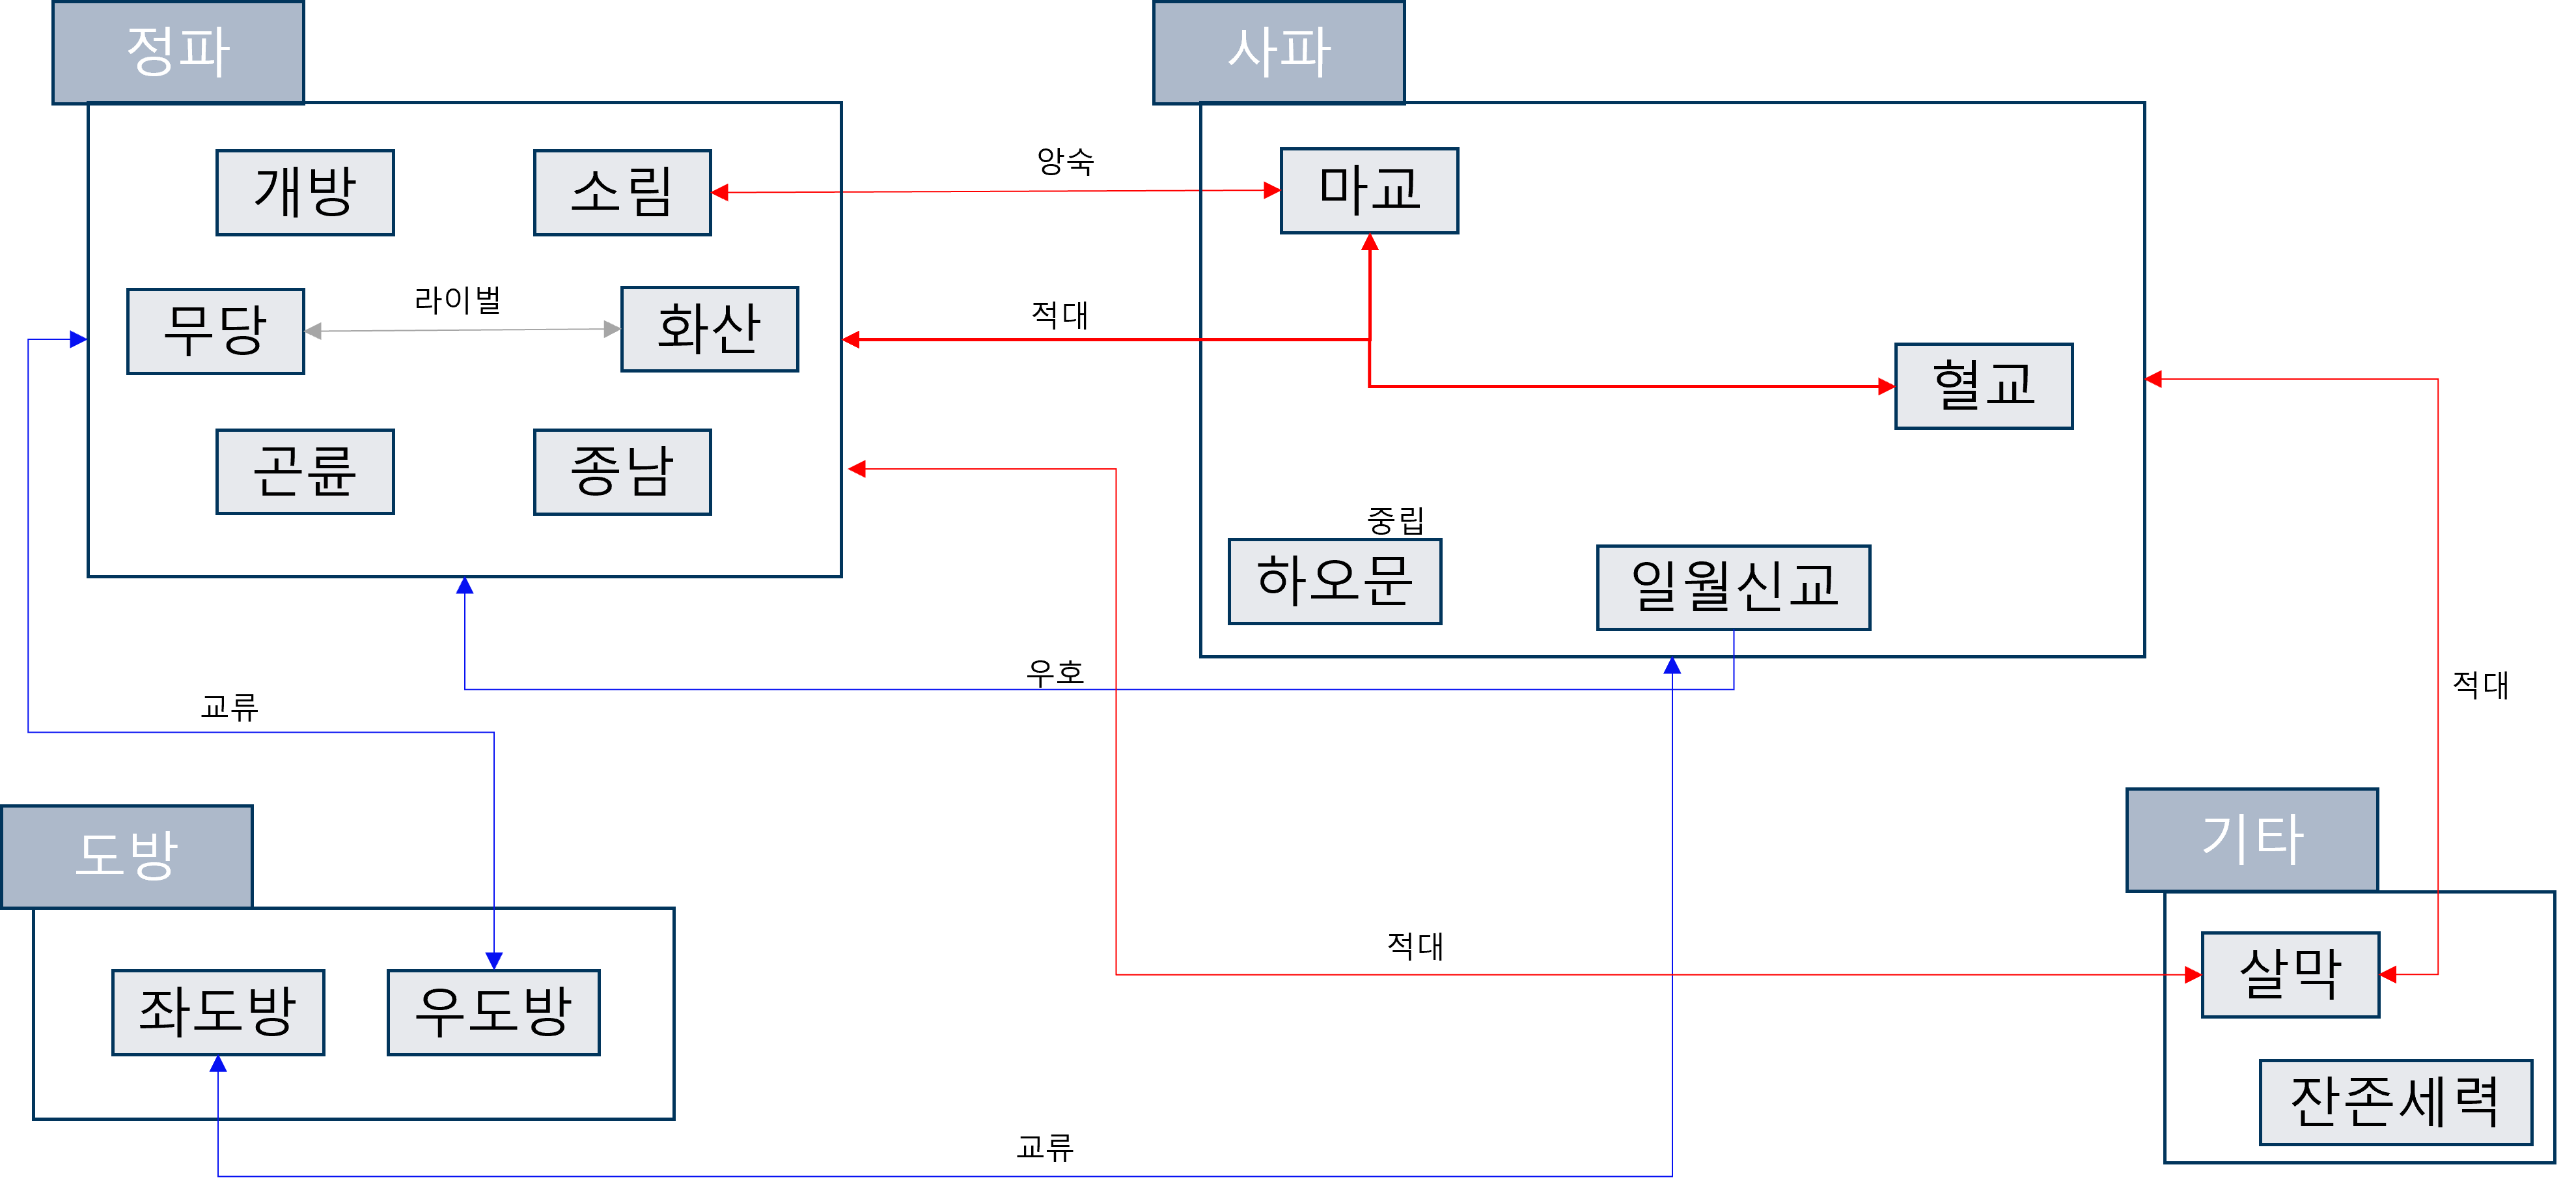 정파
사파
개방
소림
앙숙
마교
무당
라이벌
화산
적대
혈교
곤륜
종남
중립
하오문
일월신교
우호
적대
교류
도방
기타
적대
좌도방
우도방
살막
잔존세력
교류